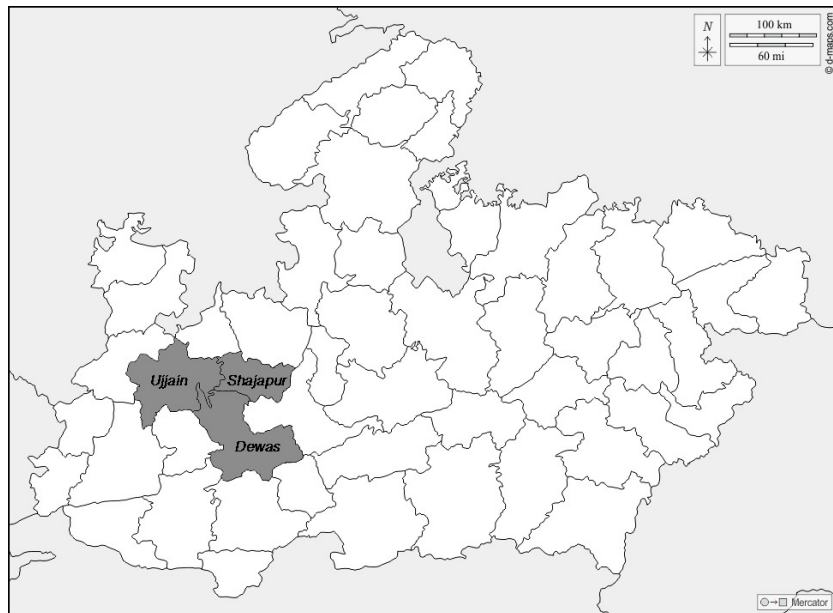 N
100 km
60 mi
© d-maps.com
Ujjain
Shajapur
Dewas
Mercator